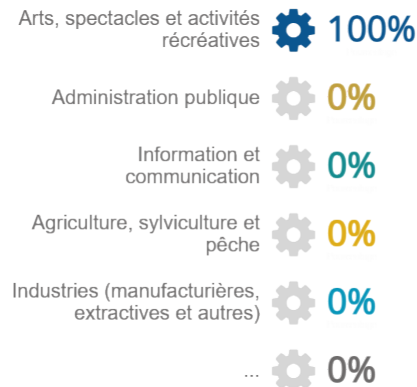 Arts, spectacles et activités
récréatives
100%
Administration publique
0%
Information et
communication
0%
Agriculture, sylviculture et
pêche
0%
Industries (manufacturières,
extractives et autres)
0%
...
0%